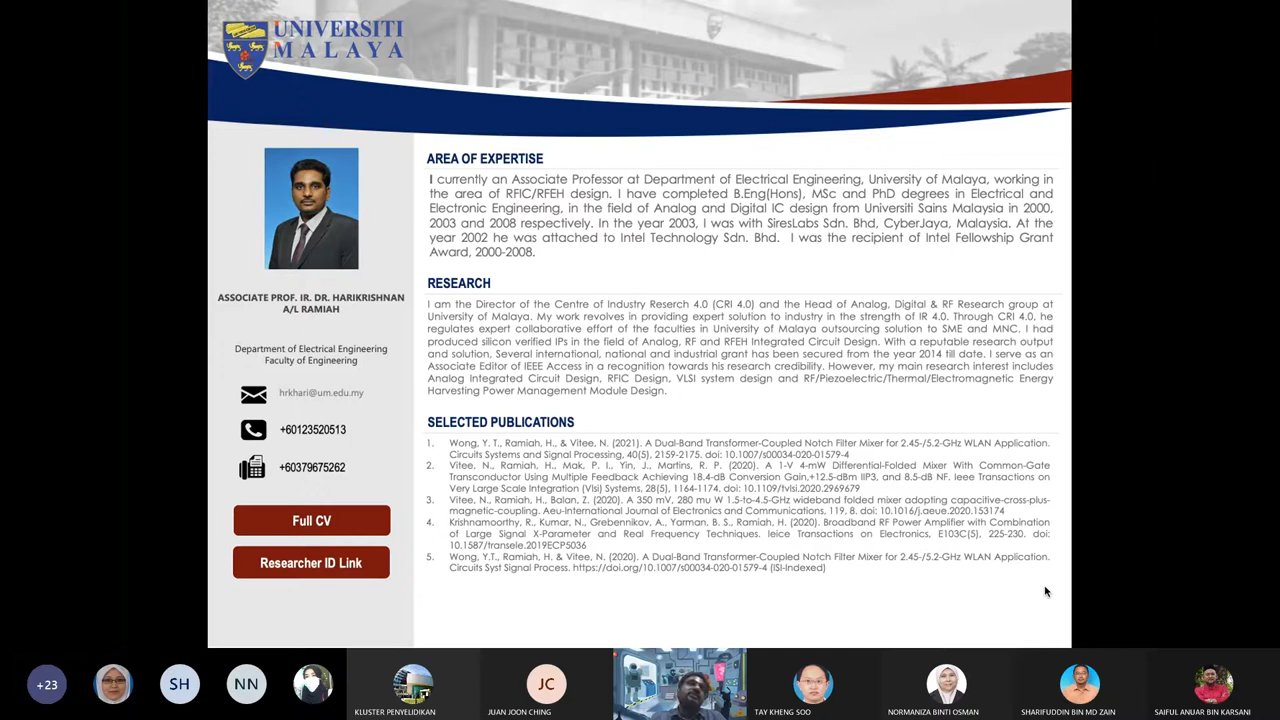 UNIVERSITI
MALAYA
ASSOCIATE PROF. IR. DR. HARIKRISHNAN
A/L RAMIAH
Department of Electrical Engineering
Faculty of Engineering
hrkhari@um.edu.my
+60123520513
+60379675262
Full CV
Researcher ID Link
AREA OF EXPERTISE
I currently an Associate Professor at Department of Electrical Engineering, University of Malaya, working in
the area of RFIC/RFEH design. I have completed B.Eng(Hons), MSc and PhD degrees in Electrical and
Electronic Engineering, in the field of Analog and Digital IC design from Universiti Sains Malaysia in 2000,
2003 and 2008 respectively. In the year 2003, I was with SiresLabs Sdn. Bhd, CyberJaya, Malaysia. At the
year 2002 he was attached to Intel Technology Sdn. Bhd. I was the recipient of Intel Fellowship Grant
Award, 2000-2008.
RESEARCH
I am the Director of the Centre of Industry Reserch 4.0 (CRI 4.0) and the Head of Analog, Digital & RF Research group at
University of Malaya. My work revolves in providing expert solution to industry in the strength of IR 4.0. Through CRI 4.0, he
regulates expert collaborative effort of the faculties in University of Malaya outsourcing solution to SME and MNC. I had
produced silicon verified IPs in the field of Analog, RF and RFEH Integrated Circuit Design. With a reputable research output
and solution, Several international, national and industrial grant has been secured from the year 2014 till date. I serve as an
Associate Editor of IEEE Access in a recognition towards his research credibility. However, my main research interest includes
Analog Integrated Circuit Design, RFIC Design, VLSI system design and RF/Piezoelectric/Thermal/Electromagnetic Energy
Harvesting Power Management Module Design.
SELECTED PUBLICATIONS
1. Wong, Y. T., Ramiah, H., & Vitee, N. (2021). A Dual-Band Transformer-Coupled Notch Filter Mixer for 2.45-/5.2-GHz WLAN Application.
Circuits Systems and Signal Processing, 40(5), 2159-2175. doi: 10.1007/s00034-020-01579-4
2. Vitee, N., Ramiah, H., Mak, P. I., Yin, J., Martins, R. P. (2020). A 1-V 4-mW Differential-Folded Mixer With Common-Gate
Transconductor Using Multiple Feedback Achieving 18.4-dB Conversion Gain,+12.5-dBm IIP3, and 8.5-dB NF. Ieee Transactions on
Very Large Scale Integration (Vlsi) Systems, 28(5), 1164-1174. doi: 10.1109/tvlsi.2020.2969679
3. Vitee, N., Ramiah, H., Balan, Z. (2020). A 350 mV, 280 mu W 1.5-to-4.5-GHz wideband folded mixer adopting capacitive-cross-plus-
magnetic-coupling. Aeu-International Journal of Electronics and Communications, 119, 8. doi: 10.1016/j.aeue.2020.153174
4. Krishnamoorthy, R., Kumar, N., Grebennikov, A., Yarman, B. S., Ramiah, H. (2020). Broadband RF Power Amplifier with Combination
of Large Signal X-Parameter and Real Frequency Techniques. Ieice Transactions on Electronics, E103C(5), 225-230. doi:
10.1587/transele.2019ECP5036
5. Wong, Y.T., Ramiah, H. & Vitee, N. (2020). A Dual-Band Transformer-Coupled Notch Filter Mixer for 2.45-/5.2-GHz WLAN Application.
Circuits Syst Signal Process. https://doi.org/10.1007/s00034-020-01579-4 (ISI-Indexed)
+23
SH
NN
KLUSTER PENYELIDIKAN
JC
JUAN JOON CHING
TAY KHENG SOO
NORMANIZA BINTI OSMAN
SHARIFUDDIN BIN MD ZAIN
SAIFUL ANUAR BIN KARSANI